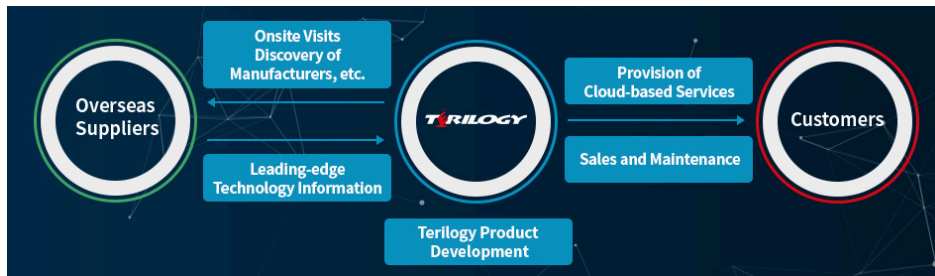 Onsite Visits
Discovery of
Manufacturers, etc.
Overseas
Suppliers
Leading-edge
Technology Information
TERILOGY
Terilogy Product
Development
Provision of
Cloud-based Services
Sales and Maintenance
Customers